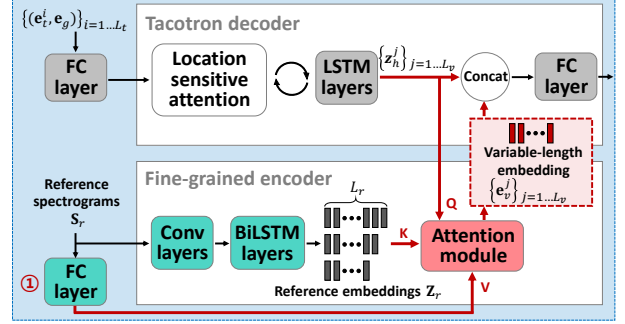 {(e_t^i, e_g)}_{i=1…L_t}
Tacotron decoder
FC
layer
Location
sensitive
attention
LSTM
layers
{z_h^j}_{j=1…L_v}
Concat
FC
layer
Variable-length
embedding
{e_v^j}_{j=1…L_v}
Fine-grained encoder
Reference
spectrograms
S_r
L_r
Q
Conv
layers
BiLSTM
layers
K
Attention
module
① FC
layer
Reference embeddings Z_r
V